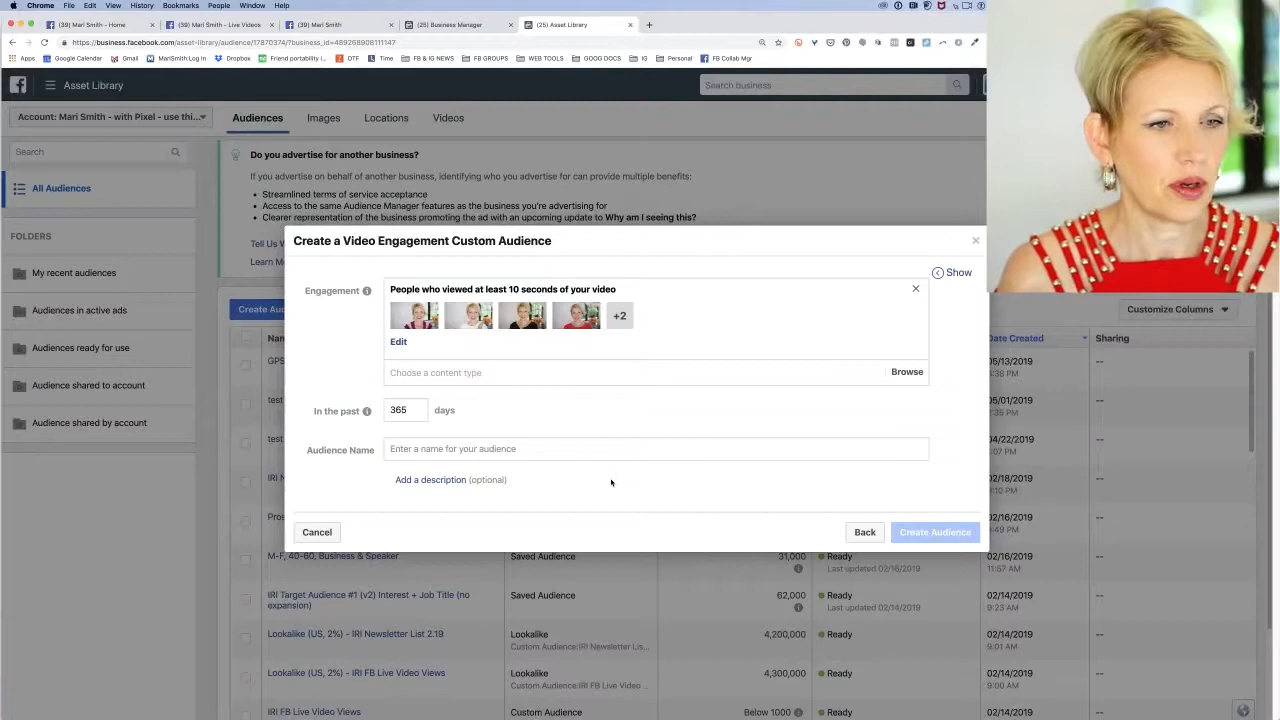 Chrome File Edit View History Bookmarks People Window Help
(39) Mari Smith - Home
(39) Mari Smith - Live Videos
(39) Mari Smith
(25) Business Manager
(25) Asset Library
https://business.facebook.com/asset-library/audience/17870374/?business_id=489268908111147
Apps Google Calendar Gmail MariSmith:Log In Dropbox Friend portability i... OTF Time FB & IG NEWS FB GROUPS WEB TOOLS GOOG DOCS IG Personal FB Collab Mgr
Asset Library
Search business
Account: Mari Smith - with Pixel - use thi...
Audiences Images Locations Videos
Search
Do you advertise for another business?
If you advertise on behalf of another business, identifying who you advertise for can provide multiple benefits:
All Audiences
Streamlined terms of service acceptance
Access to the same Audience Manager features as the business you're advertising for
Clearer representation of the business promoting the ad with an upcoming update to Why am I seeing this?
FOLDERS
Tell Us W
Learn M
My recent audiences
Audiences in active ads
Audiences ready for use
Audience shared to account
Audience shared by account
Create a Video Engagement Custom Audience
Show
Engagement
People who viewed at least 10 seconds of your video
+2
Edit
Choose a content type
Browse
In the past 365 days
Audience Name
Enter a name for your audience
Add a description (optional)
Cancel
Back
Create Audience
Create Au
Customize Columns
Nan
Date Created
Sharing
GPS
05/13/2019
--
test
05/01/2019
--
test
04/22/2019
--
IRI N
02/18/2019
--
Pros
02/16/2019
--
M-F, 40-60, Business & Speaker
Saved Audience
31,000
Ready
Last updated 02/16/2019
02/16/2019
11:57 AM
--
IRI Target Audience #1 (v2) Interest + Job Title (no
expansion)
Saved Audience
62,000
Ready
Last updated 02/14/2019
02/14/2019
9:23 AM
--
Lookalike (US, 2%) - IRI Newsletter List 2.19
Lookalike
Custom Audience:IRI Newsletter Lis...
4,200,000
Ready
02/14/2019
9:01 AM
--
Lookalike (US, 2%) - IRI FB Live Video Views
Lookalike
Custom Audience:IRI FB Live Video ...
4,300,000
Ready
02/14/2019
9:00 AM
--
IRI FB Live Video Views
Custom Audience
Below 1000
Ready
02/14/2019
--